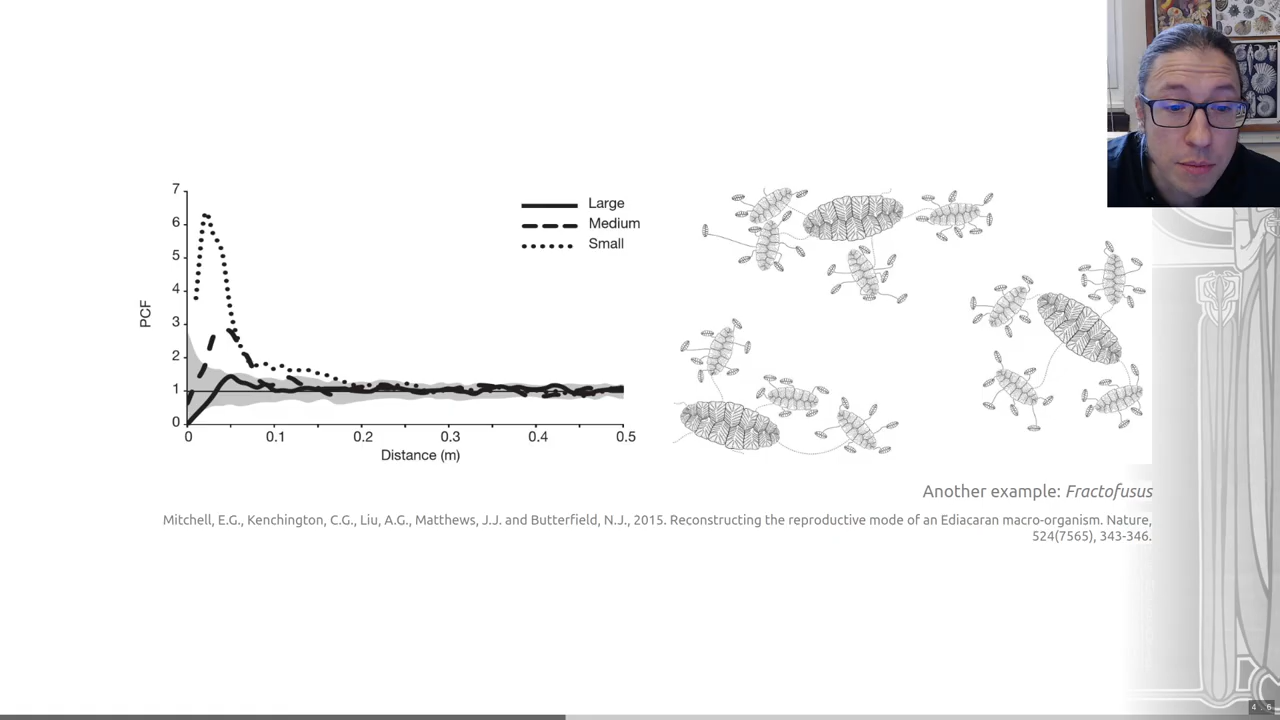 7
6
5
4
3
2
1
0
PCF
Large
Medium
Small
0 0.1 0.2 0.3 0.4 0.5
Distance (m)
Another example: Fractofusus
Mitchell, E.G., Kenchington, C.G., Liu, A.G., Matthews, J.J. and Butterfield, N.J., 2015. Reconstructing the reproductive mode of an Ediacaran macro-organism. Nature,
524(7565), 343-346.
4 6